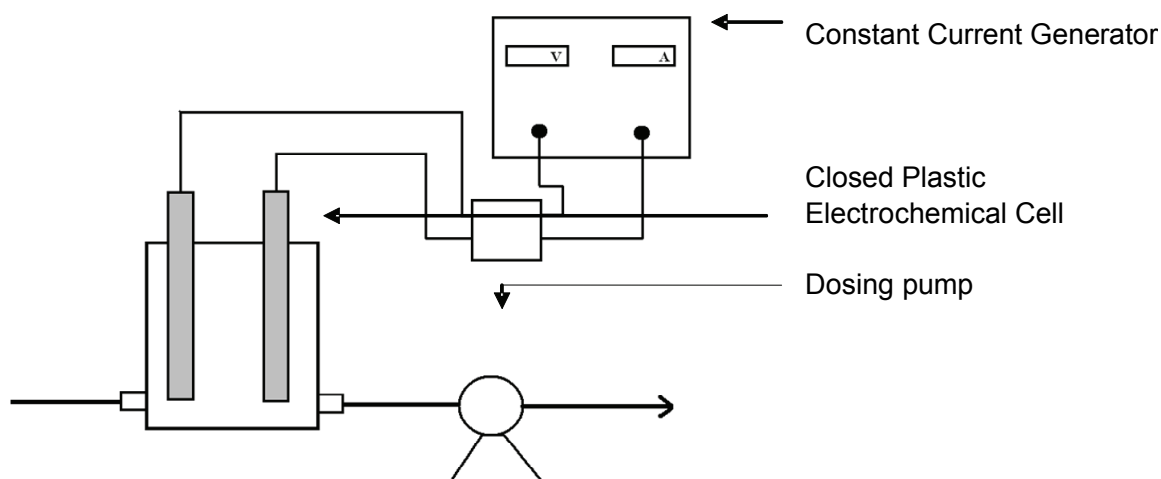 V
A
Constant Current Generator
Closed Plastic
Electrochemical Cell
Dosing pump